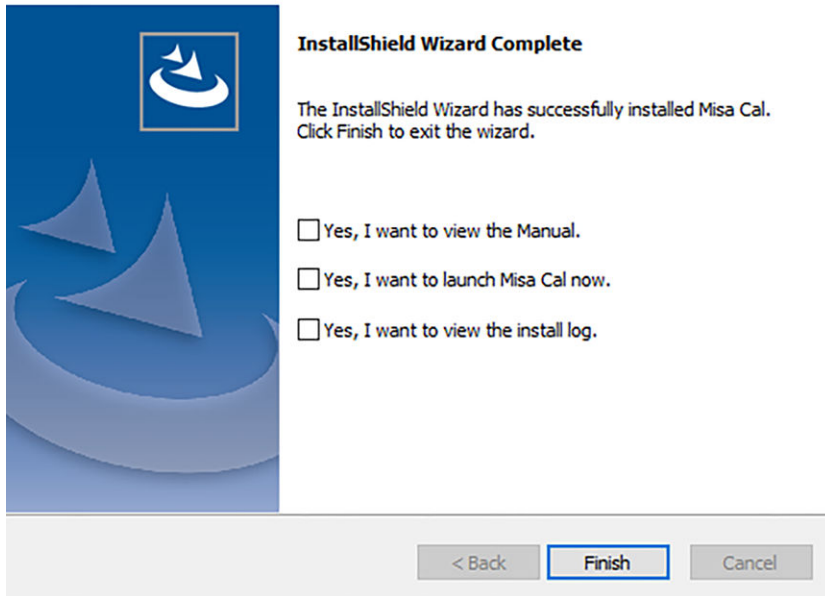 InstallShield Wizard Complete
The InstallShield Wizard has successfully installed Misa Cal.
Click Finish to exit the wizard.
Yes, I want to view the Manual.
Yes, I want to launch Misa Cal now.
Yes, I want to view the install log.
< Back Finish Cancel